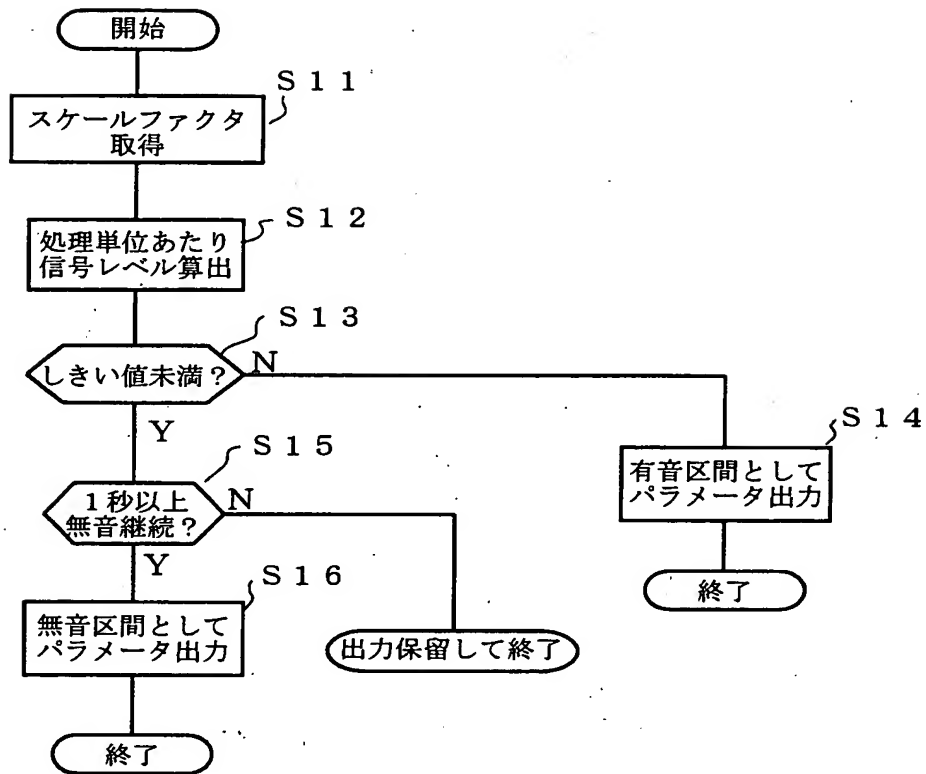 開始
S11
スケールファクタ
取得
S12
処理単位あたり
信号レベル算出
S13
しきい値未満?
N
Y
S14
有音区間として
パラメータ出力
終了
S15
1秒以上
無音継続?
N
Y
S16
無音区間として
パラメータ出力
出力保留して終了
終了